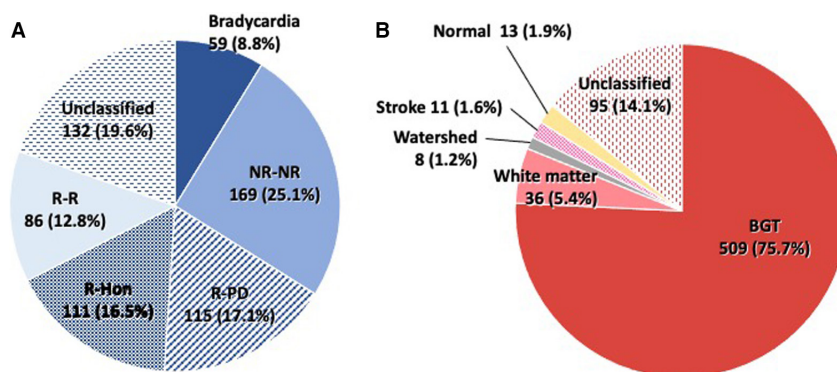 A
Bradycardia
59 (8.8%)
NR-NR
169 (25.1%)
R-PD
115 (17.1%)
R-Hon
111 (16.5%)
R-R
86 (12.8%)
Unclassified
132 (19.6%)
B
Normal 13 (1.9%)
Unclassified
95 (14.1%)
Stroke 11 (1.6%)
Watershed
8 (1.2%)
White matter
36 (5.4%)
BGT
509 (75.7%)